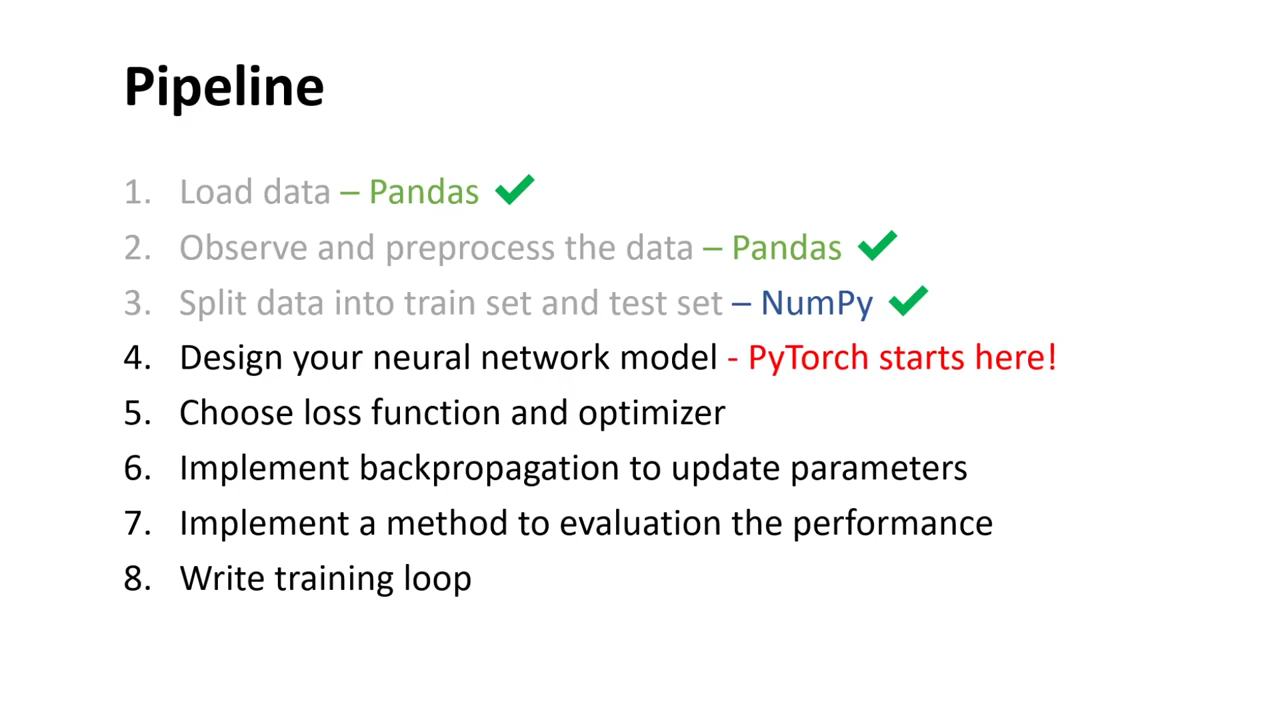 Pipeline
1. Load data – Pandas
2. Observe and preprocess the data – Pandas
3. Split data into train set and test set – NumPy
4. Design your neural network model - PyTorch starts here!
5. Choose loss function and optimizer
6. Implement backpropagation to update parameters
7. Implement a method to evaluation the performance
8. Write training loop